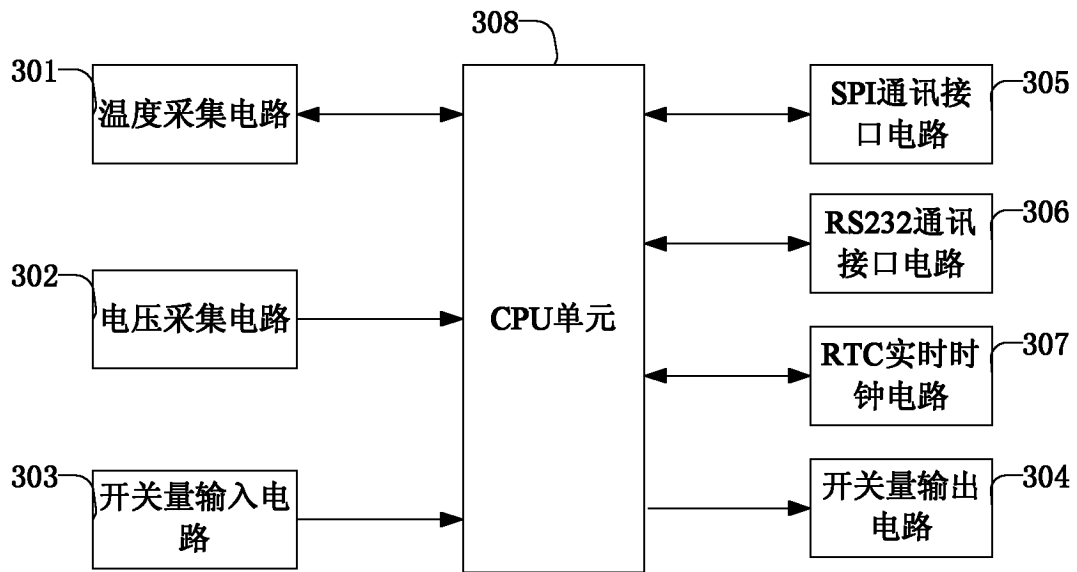 308
301
温度采集电路
302
电压采集电路
303
开关量输入电
路
CPU单元
305
SPI通讯接
口电路
306
RS232通讯
接口电路
307
RTC实时时
钟电路
304
开关量输出
电路